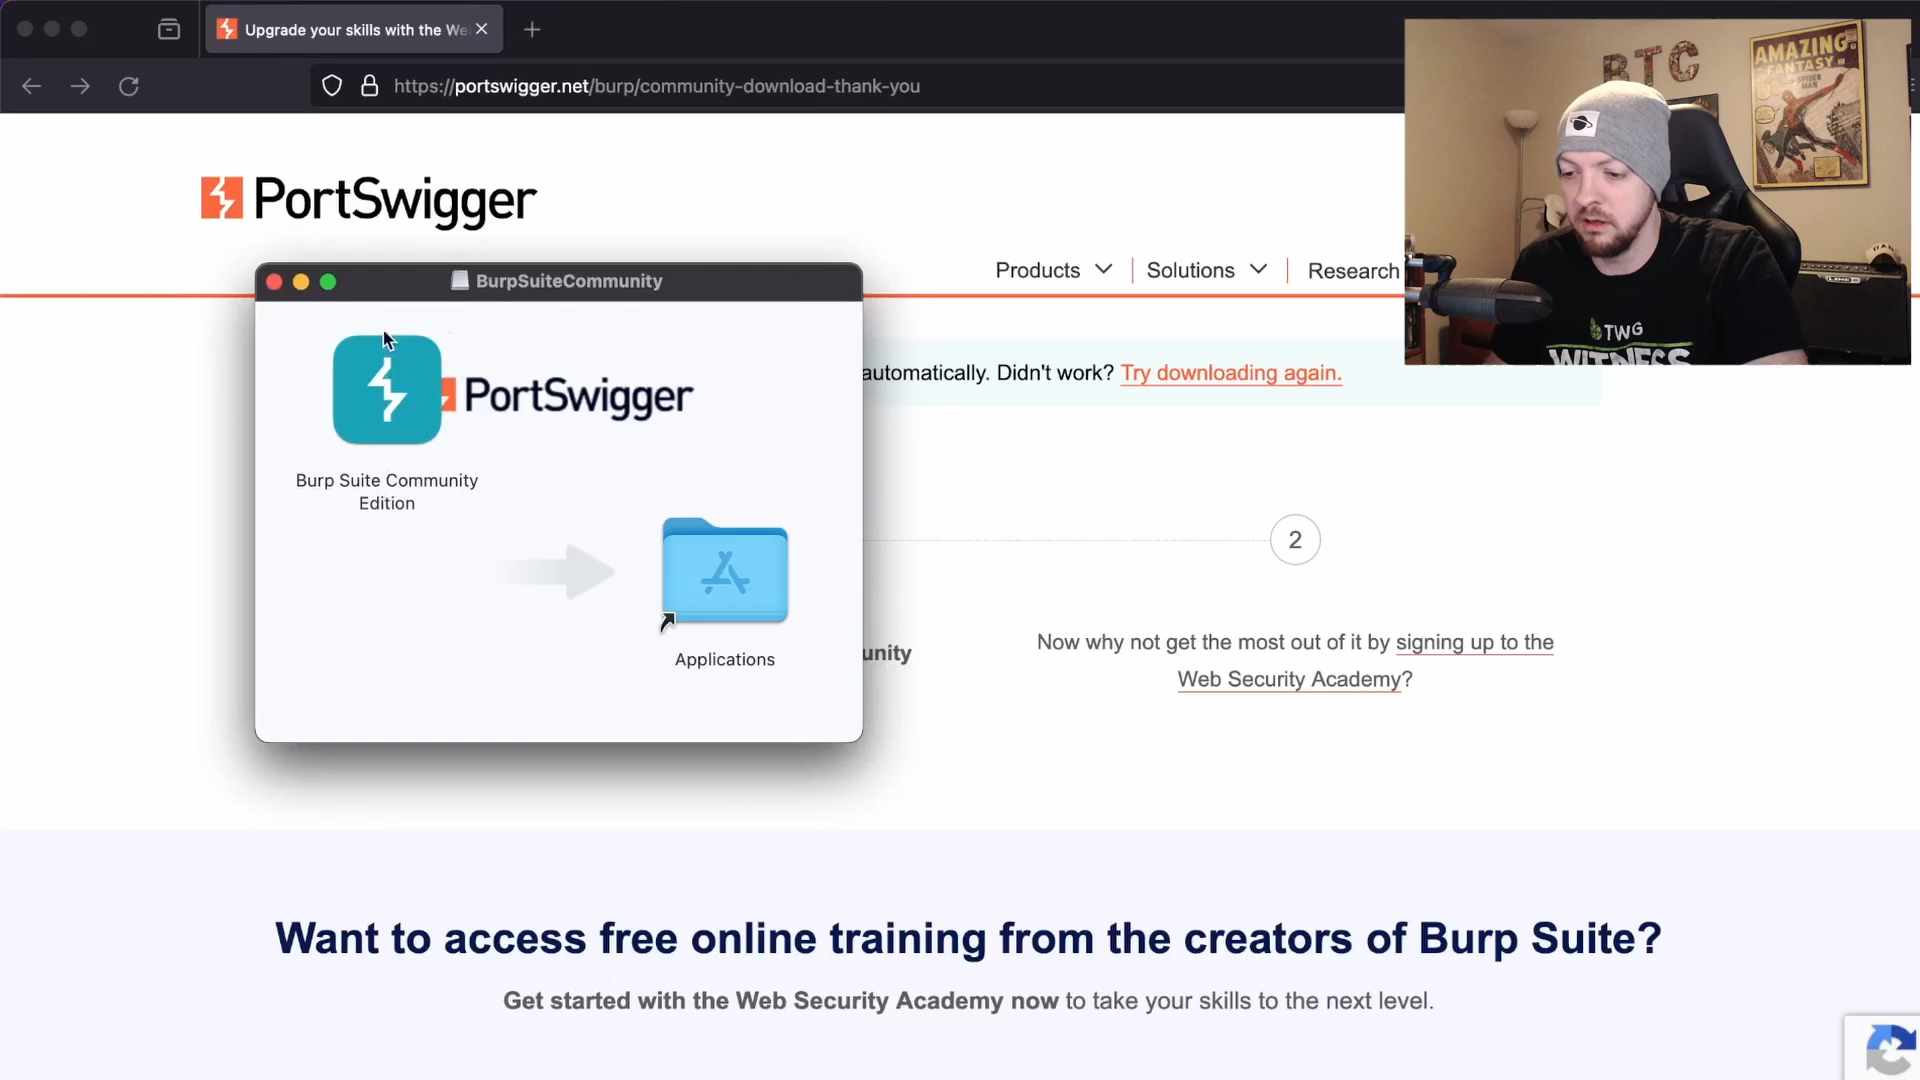 Upgrade your skills with the We
https://portswigger.net/burp/community-download-thank-you
BTC
AMAZING
FANTASY
PortSwigger
Products
Solutions
Research
BurpSuiteCommunity
TWG
WITNESS
automatically. Didn't work? Try downloading again.
PortSwigger
Burp Suite Community
Edition
2
Applications
unity
Now why not get the most out of it by signing up to the
Web Security Academy?
Want to access free online training from the creators of Burp Suite?
Get started with the Web Security Academy now to take your skills to the next level.